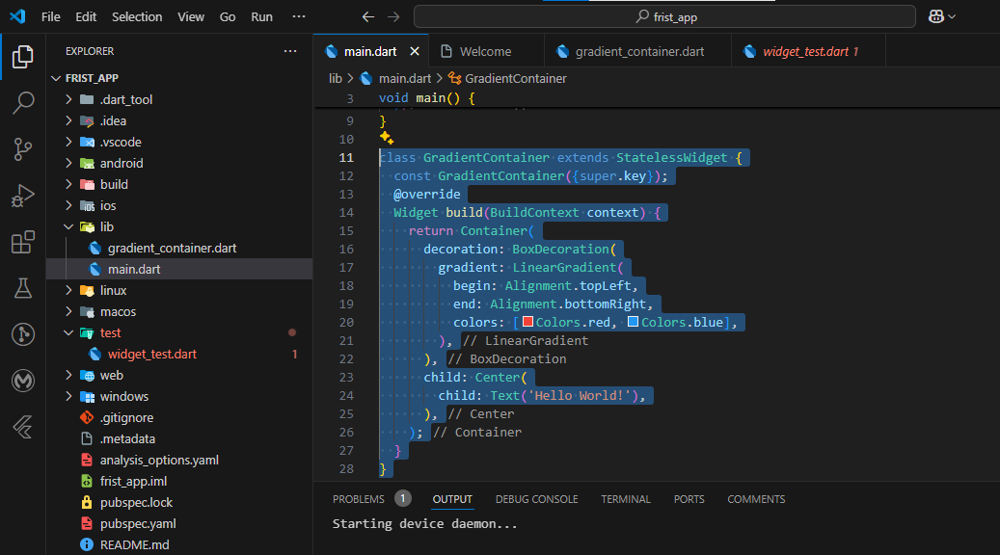 File Edit Selection View Go Run ···
frist_app
EXPLORER ···
FRIST_APP
.dart_tool
.idea
.vscode
android
build
ios
lib
gradient_container.dart
main.dart
linux
macos
test
widget_test.dart 1
web
windows
.gitignore
.metadata
analysis_options.yaml
frist_app.iml
pubspec.lock
pubspec.yaml
README.md
main.dart Welcome gradient_container.dart widget_test.dart 1
lib > main.dart > GradientContainer
3 void main() {
9 }
10
11 class GradientContainer extends StatelessWidget {
12 const GradientContainer({super.key});
13 @override
14 Widget build(BuildContext context) {
15 return Container(
16 decoration: BoxDecoration(
17 gradient: LinearGradient(
18 begin: Alignment.topLeft,
19 end: Alignment.bottomRight,
20 colors: [Colors.red, Colors.blue],
21 ), // LinearGradient
22 ), // BoxDecoration
23 child: Center(
24 child: Text('Hello World!'),
25 ), // Center
26 ); // Container
27 }
28 }
PROBLEMS 1 OUTPUT DEBUG CONSOLE TERMINAL PORTS COMMENTS
Starting device daemon...